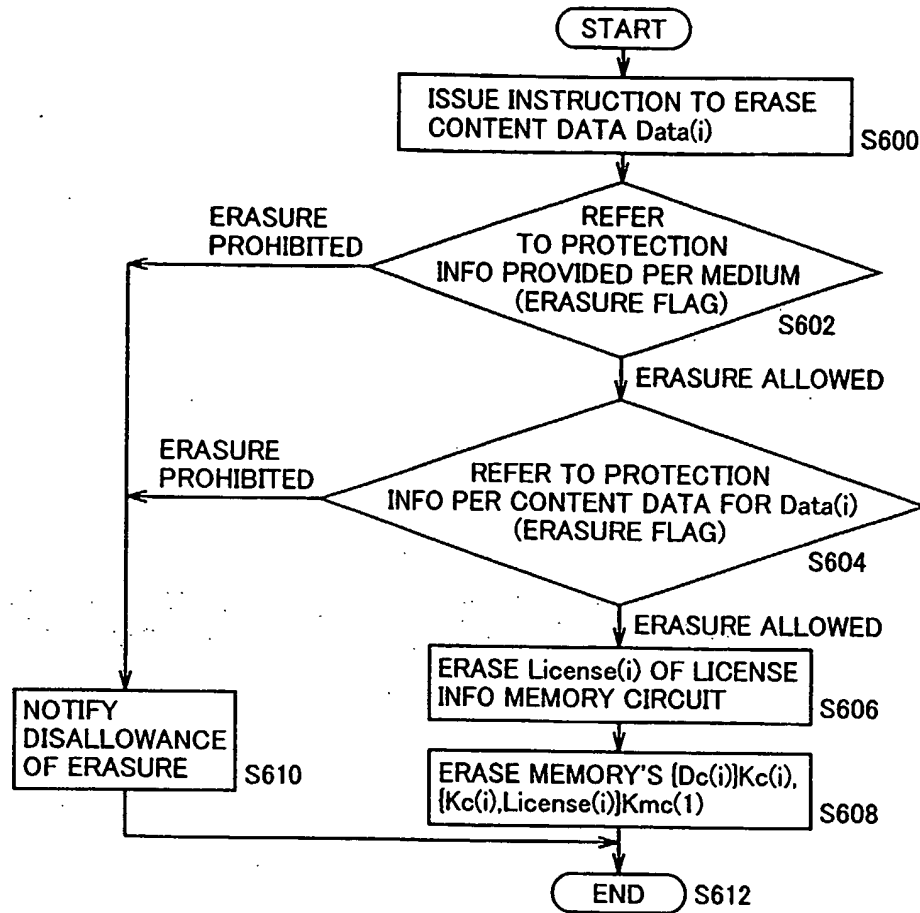 START
ISSUE INSTRUCTION TO ERASE
CONTENT DATA Data(i)
S600
ERASURE
PROHIBITED
REFER
TO PROTECTION
INFO PROVIDED PER MEDIUM
(ERASURE FLAG)
S602
ERASURE ALLOWED
ERASURE
PROHIBITED
REFER TO PROTECTION
INFO PER CONTENT DATA FOR Data(i)
(ERASURE FLAG)
S604
ERASURE ALLOWED
ERASE License(i) OF LICENSE
INFO MEMORY CIRCUIT
S606
NOTIFY
DISALLOWANCE
OF ERASURE
S610
ERASE MEMORY'S {Dc(i)}Kc(i),
{Kc(i),License(i)}Kmc(1)
S608
END
S612